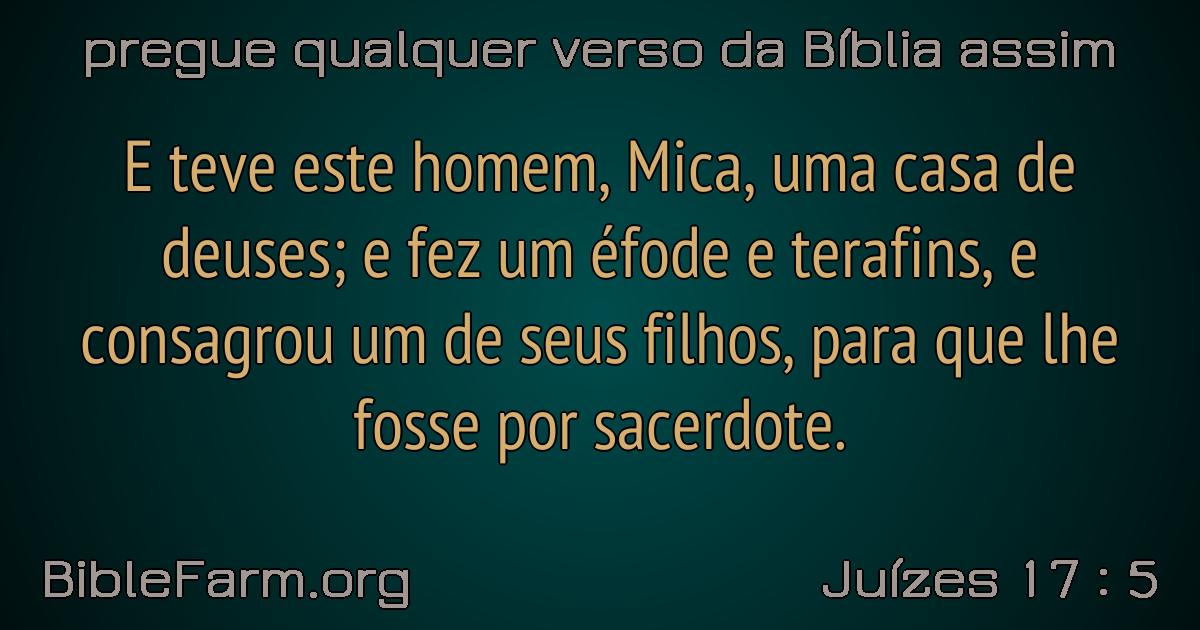 pregue qualquer verso da Bíblia assim
E teve este homem, Mica, uma casa de
deuses; e fez um éfode e terafins, e
consagrou um de seus filhos, para que lhe
fosse por sacerdote.
BibleFarm.org
Juízes 17 : 5